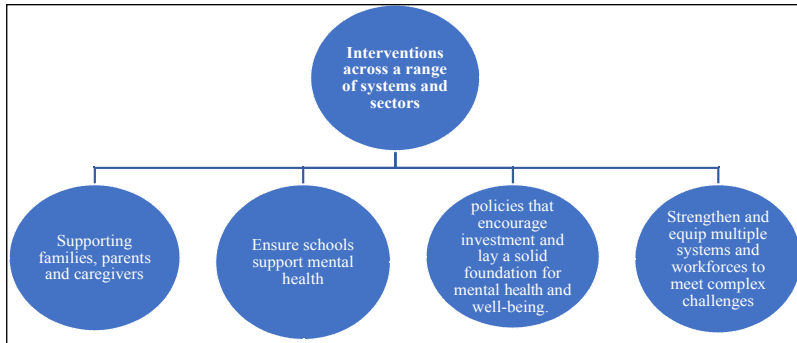 Interventions
across a range
of systems and
sectors
Supporting
families, parents
and caregivers
Ensure schools
support mental
health
policies that
encourage
investment and
lay a solid
foundation for
mental health and
well-being.
Strengthen and
equip multiple
systems and
workforces to
meet complex
challenges